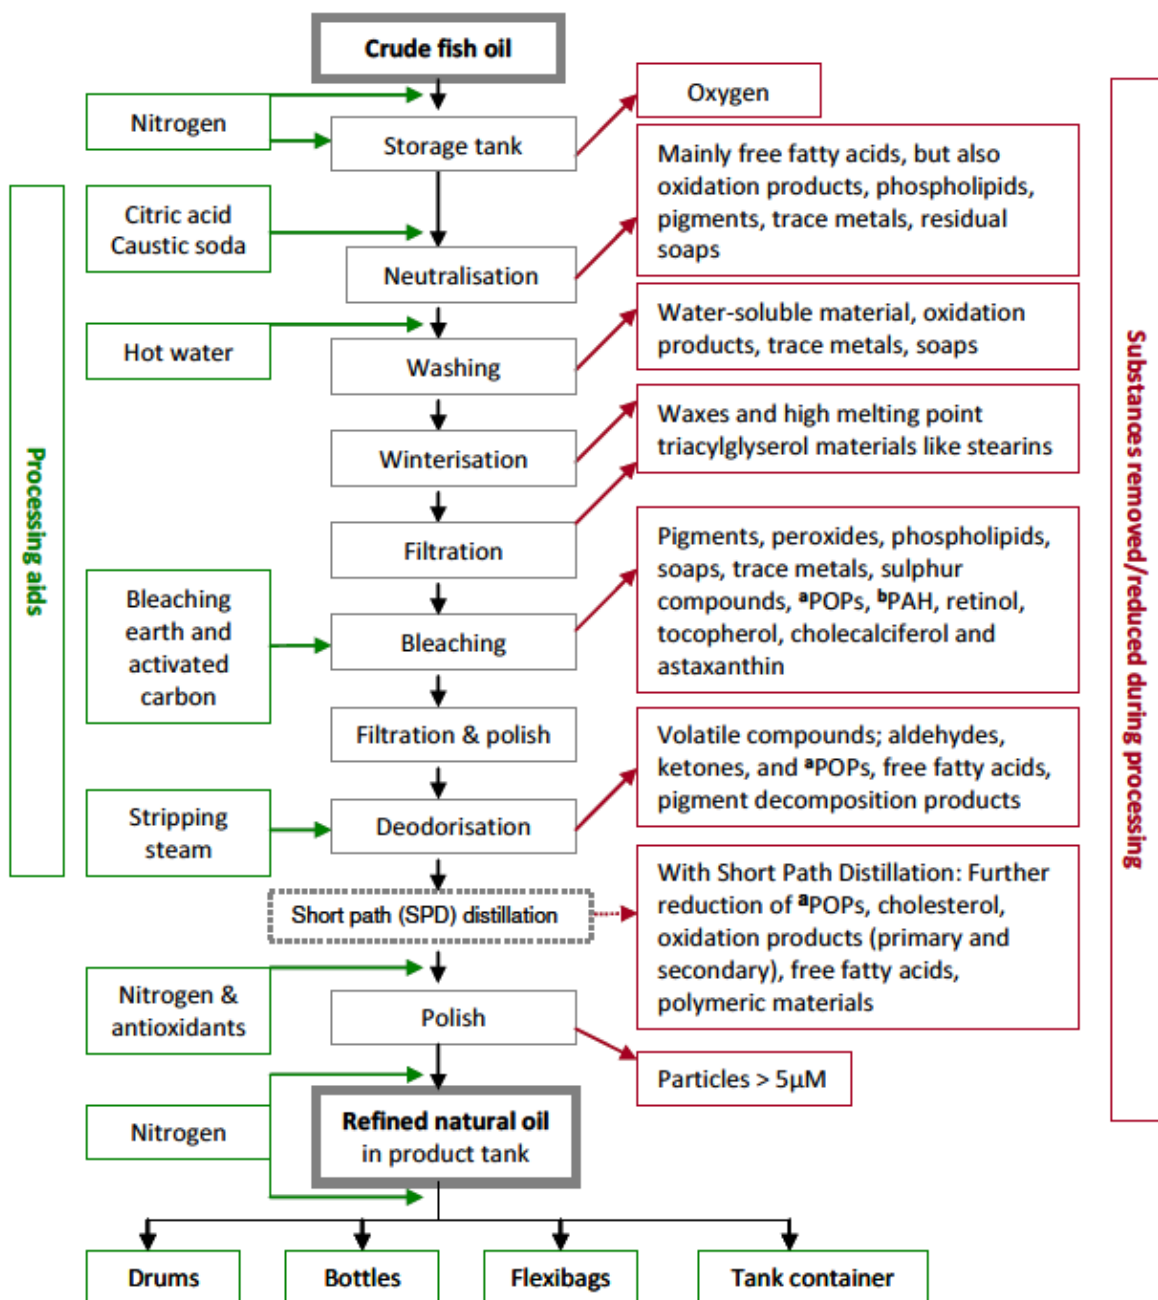 Crude fish oil
Nitrogen
Oxygen
Storage tank
Mainly free fatty acids, but also
oxidation products, phospholipids,
pigments, trace metals, residual
soaps
Citric acid
Caustic soda
Neutralisation
Water-soluble material, oxidation
products, trace metals, soaps
Hot water
Washing
Waxes and high melting point
triacylglyserol materials like stearins
Winterisation
Filtration
Pigments, peroxides, phospholipids,
soaps, trace metals, sulphur
compounds, ᵃPOPs, ᵇPAH, retinol,
tocopherol, cholecalciferol and
astaxanthin
Bleaching
earth and
activated
carbon
Bleaching
Filtration & polish
Volatile compounds; aldehydes,
ketones, and ᵃPOPs, free fatty acids,
pigment decomposition products
Stripping
steam
Deodorisation
With Short Path Distillation: Further
reduction of ᵃPOPs, cholesterol,
oxidation products (primary and
secondary), free fatty acids,
polymeric materials
Short path (SPD) distillation
Nitrogen &
antioxidants
Polish
Particles > 5µM
Nitrogen
Refined natural oil
in product tank
Drums
Bottles
Flexibags
Tank container
Processing aids
Substances removed/reduced during processing